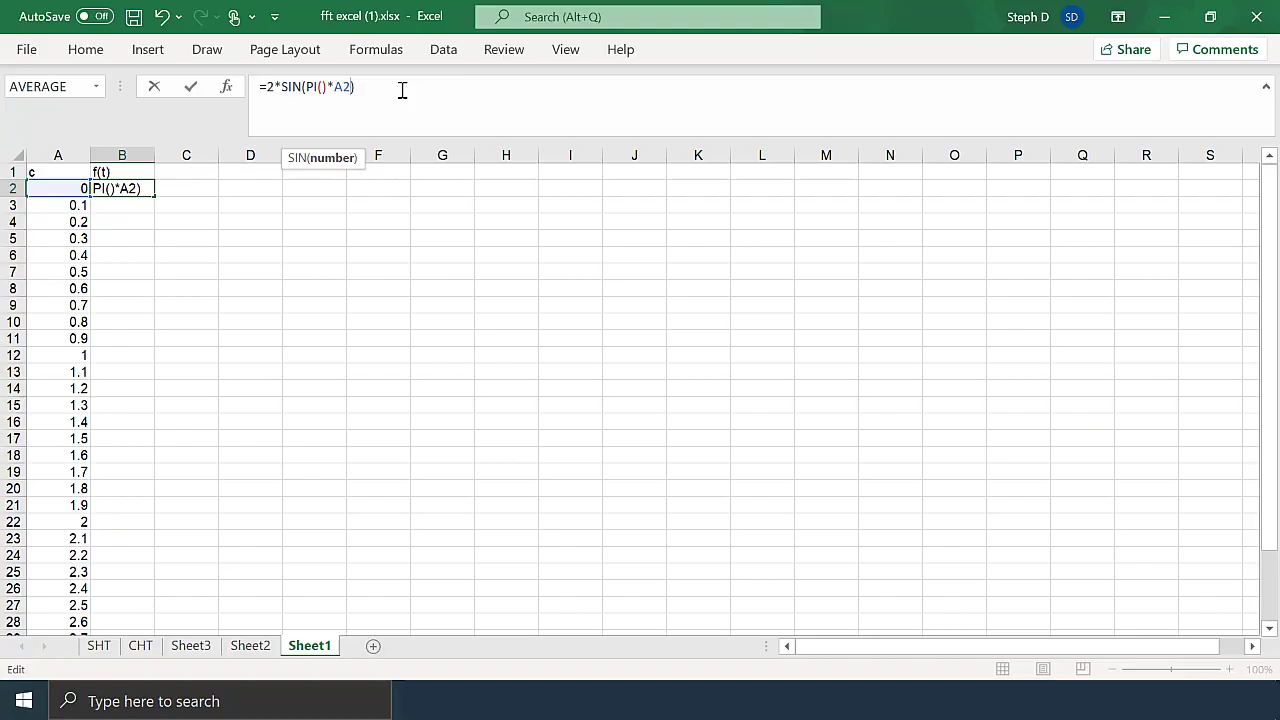 AutoSave Off fft excel (1).xlsx - Excel Search (Alt+Q) Steph D SD
File Home Insert Draw Page Layout Formulas Data Review View Help Share Comments
AVERAGE fx =2*SIN(PI()*A2)
SIN(number)
A B C D F G H I J K L M N O P Q R S
1 c f(t)
2 0 PI()*A2)
3 0.1
4 0.2
5 0.3
6 0.4
7 0.5
8 0.6
9 0.7
10 0.8
11 0.9
12 1
13 1.1
14 1.2
15 1.3
16 1.4
17 1.5
18 1.6
19 1.7
20 1.8
21 1.9
22 2
23 2.1
24 2.2
25 2.3
26 2.4
27 2.5
28 2.6
SHT CHT Sheet3 Sheet2 Sheet1
Edit 100%
Type here to search